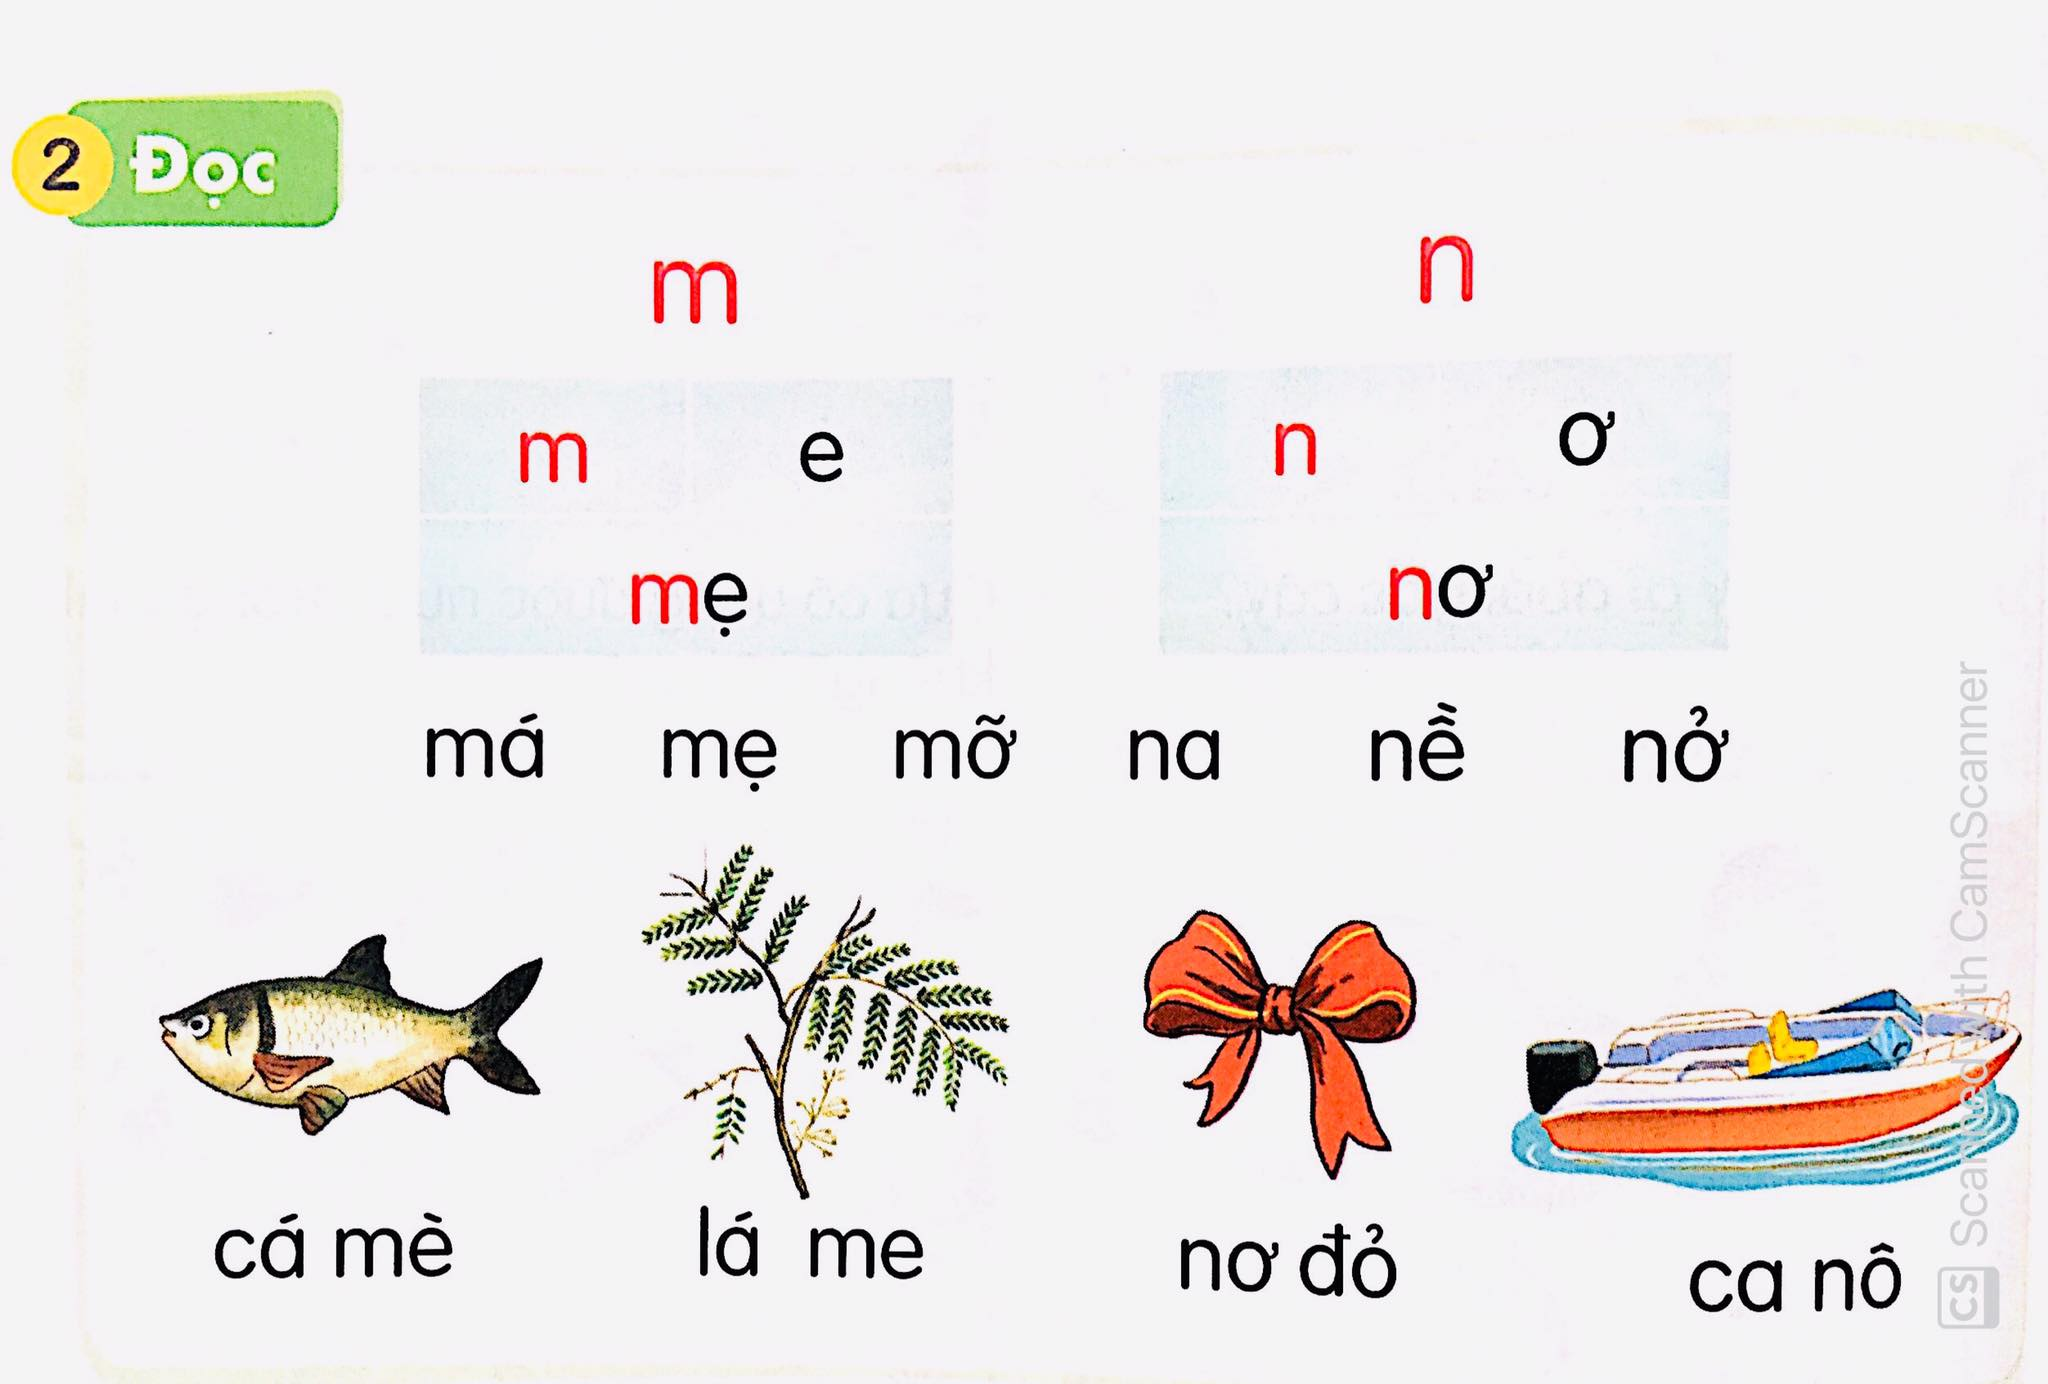 2 Đọc
m n
m e n ơ
mẹ nơ
má mẹ mỡ na nề nở
cá mè lá me nơ đỏ ca nô
CS Scanned with CamScanner